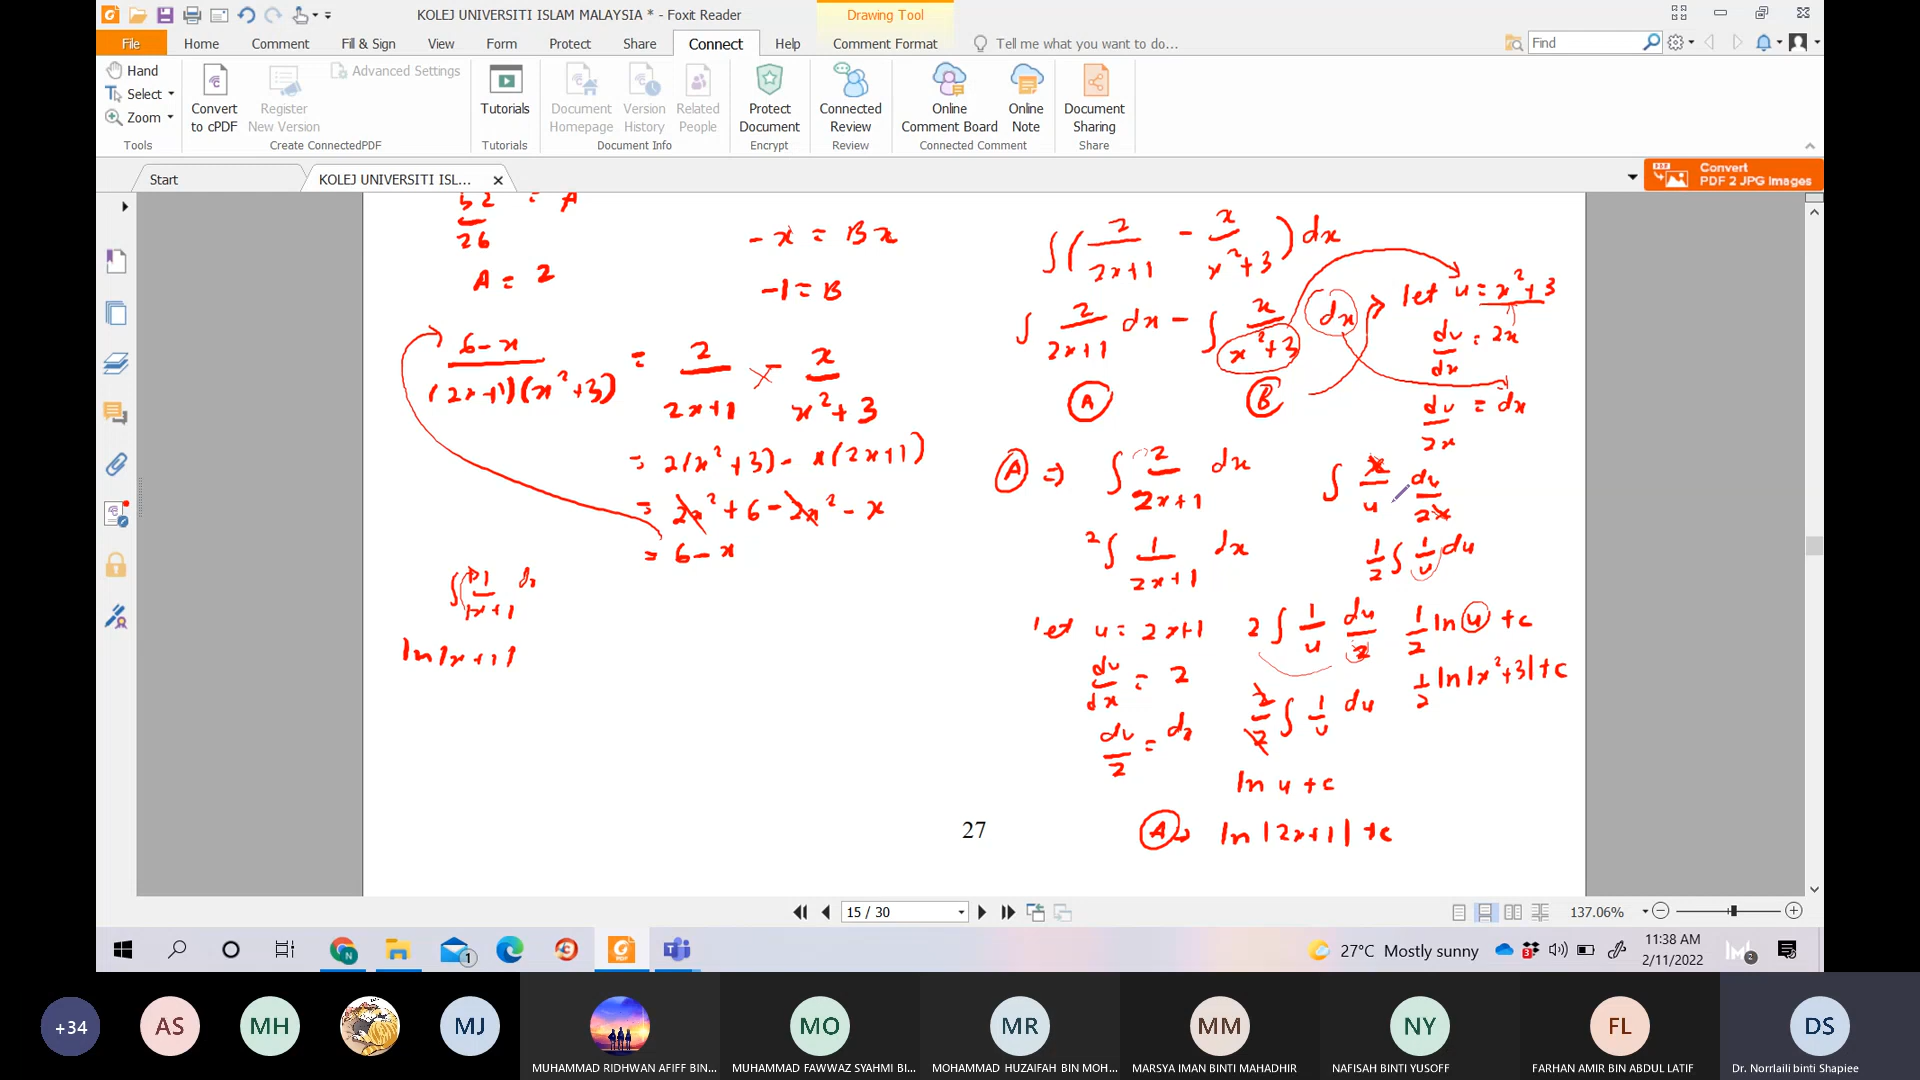 KOLEJ UNIVERSITI ISLAM MALAYSIA * - Foxit Reader
Drawing Tool
File Home Comment Fill & Sign View Form Protect Share Connect Help Comment Format Tell me what you want to do... Find
Hand
Select
Zoom
Tools
Convert to cPDF
Register New Version
Advanced Settings
Create ConnectedPDF
Tutorials
Tutorials
Document Homepage
Version History
Related People
Document Info
Protect Document
Encrypt
Connected Review
Review
Online Comment Board
Online Note
Connected Comment
Document Sharing
Share
Start
KOLEJ UNIVERSITI ISL...
Convert
PDF 2 JPG Images
52/26 = A
A = 2
-x = Bx
-1 = B
6-x/(2x+1)(x²+3) = 2/2x+1 - x/x²+3
= 2(x²+3) - x(2x+1)
= 2x² + 6 - 2x² - x
= 6 - x
ln|x+1|
∫(2/2x+1 - x/x²+3) dx
∫ 2/2x+1 dx - ∫ x/x²+3 dx
A
B
let u = x²+3
du/dx = 2x
du/2x = dx
A ⇒ ∫ 2/2x+1 dx
2∫ 1/2x+1 dx
let u = 2x+1
du/dx = 2
du/2 = dx
2∫ 1/u du/2
2/2 ∫ 1/u du
ln u + c
A → ln|2x+1| + c
∫ x/u du/2x
1/2 ∫ 1/u du
1/2 ln u + c
1/2 ln|x²+3| + c
27
15 / 30
137.06%
27°C Mostly sunny
11:38 AM
2/11/2022
+34
AS
MH
MJ
MUHAMMAD RIDHWAN AFIFF BIN...
MO
MUHAMMAD FAWWAZ SYAHMI BI...
MR
MOHAMMAD HUZAIFAH BIN MOH...
MM
MARSYA IMAN BINTI MAHADHIR
NY
NAFISAH BINTI YUSOFF
FL
FARHAN AMIR BIN ABDUL LATIF
DS
Dr. Norrlaili binti Shapiee